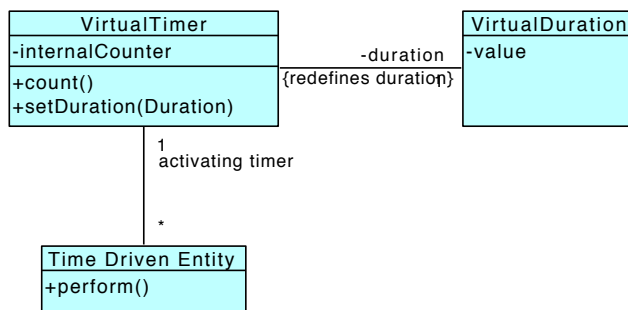 VirtualTimer
-internalCounter
+count()
+setDuration(Duration)
-duration
{redefines duration}
1
VirtualDuration
-value
1
activating timer
*
Time Driven Entity
+perform()